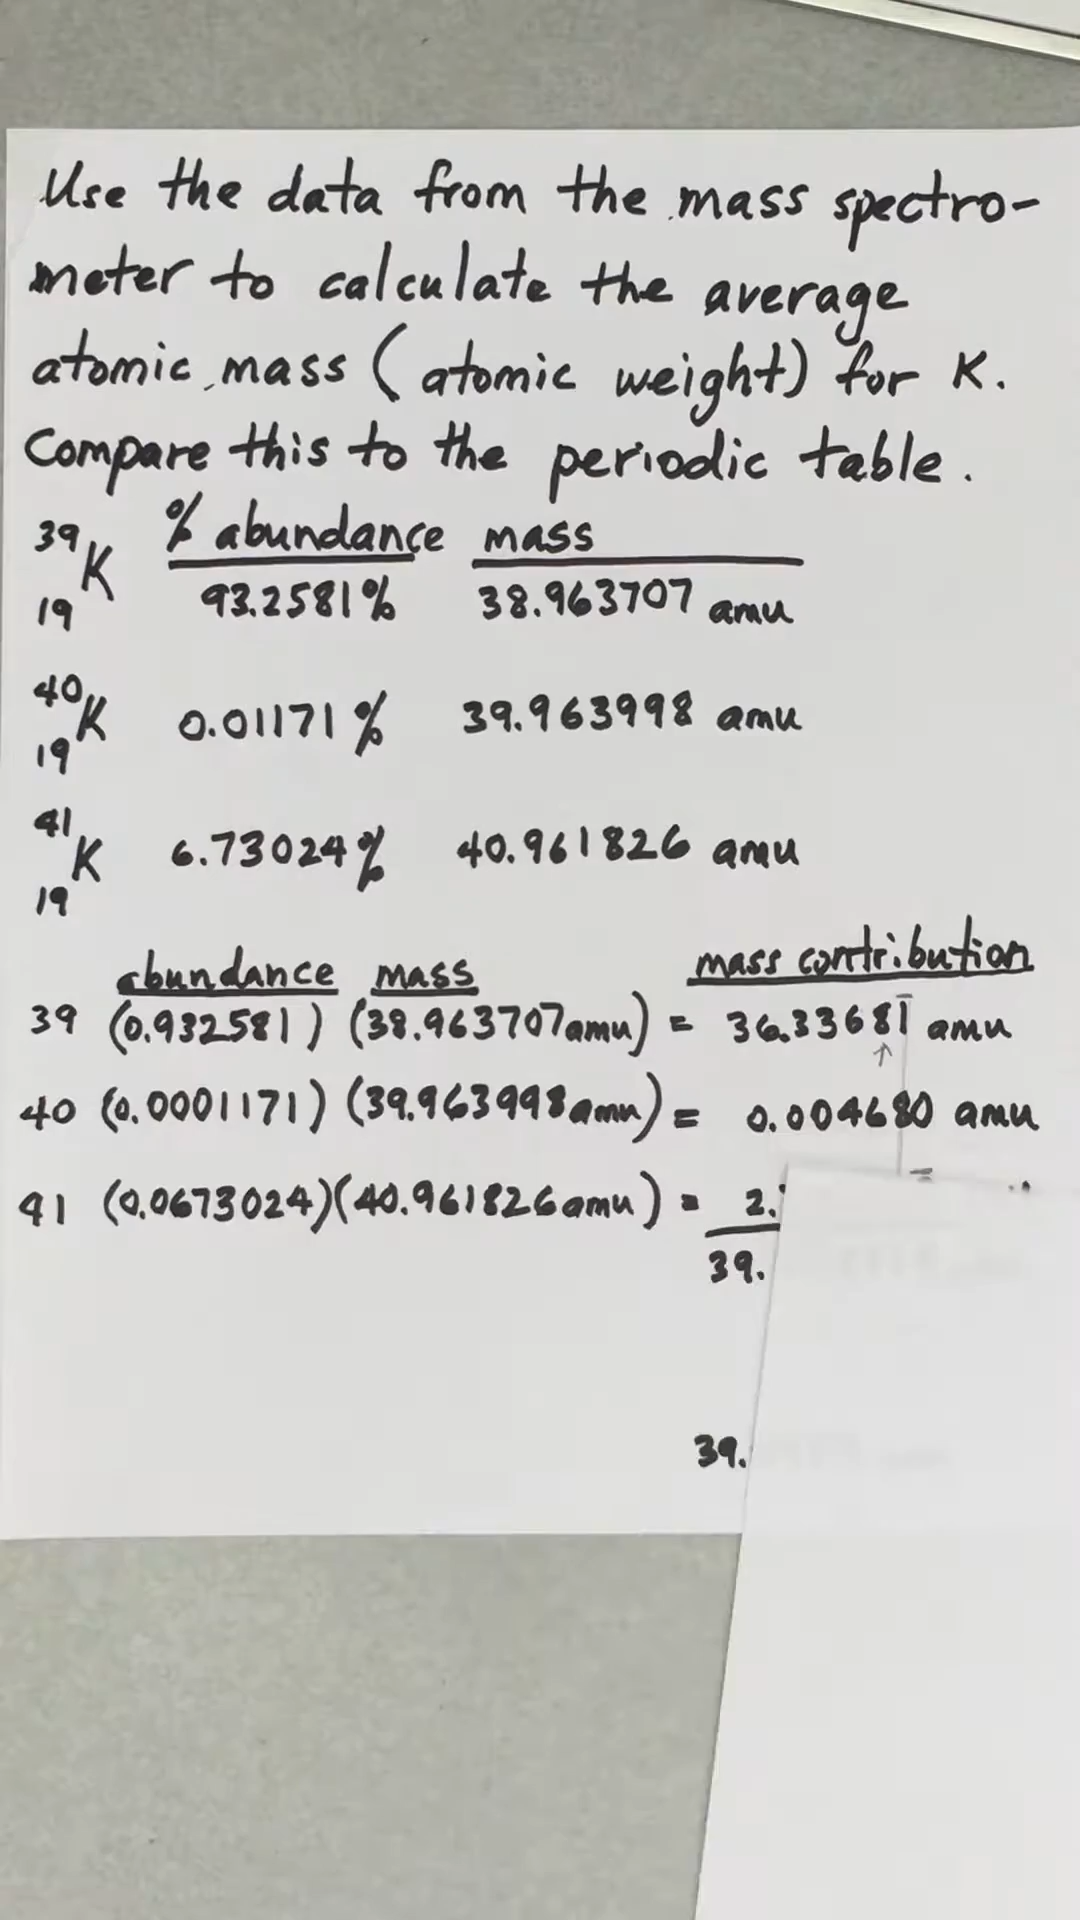 Use the data from the mass spectro-
meter to calculate the average
atomic mass (atomic weight) for K.
Compare this to the periodic table.
% abundance mass
39 19 K 93.2581% 38.963707 amu
40 19 K 0.01171% 39.963998 amu
41 19 K 6.73024% 40.961826 amu
abundance mass mass contribution
39 (0.932581) (38.963707amu) = 36.33681 amu
↑
40 (0.0001171) (39.963998amu) = 0.004680 amu
41 (0.0673024)(40.961826amu) = 2.
39.
39.